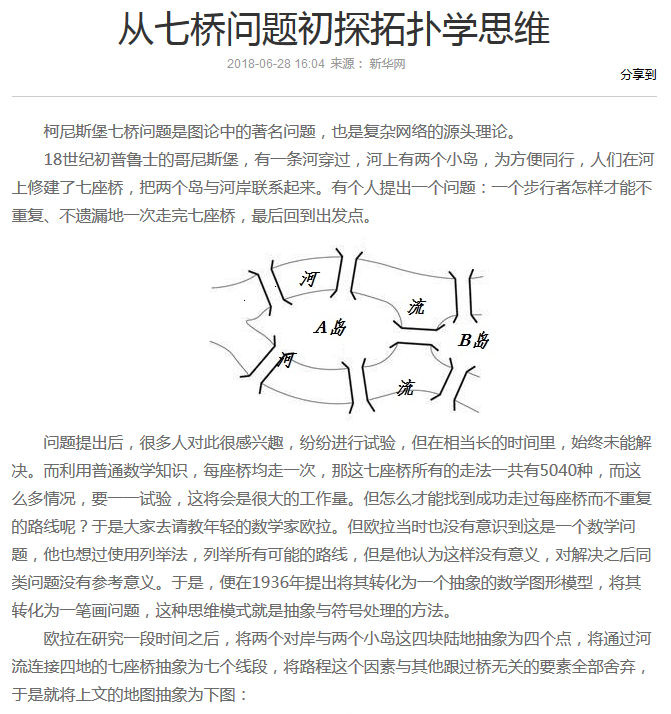 从七桥问题初探拓扑学思维
2018-06-28 16:04 来源： 新华网
分享到
柯尼斯堡七桥问题是图论中的著名问题，也是复杂网络的源头理论。
18世纪初普鲁士的哥尼斯堡，有一条河穿过，河上有两个小岛，为方便同行，人们在河
上修建了七座桥，把两个岛与河岸联系起来。有个人提出一个问题：一个步行者怎样才能不
重复、不遗漏地一次走完七座桥，最后回到出发点。
河
流
A岛
B岛
河
流
问题提出后，很多人对此很感兴趣，纷纷进行试验，但在相当长的时间里，始终未能解
决。而利用普通数学知识，每座桥均走一次，那这七座桥所有的走法一共有5040种，而这
么多情况，要一一试验，这将会是很大的工作量。但怎么才能找到成功走过每座桥而不重复
的路线呢？于是大家去请教年轻的数学家欧拉。但欧拉当时也没有意识到这是一个数学问
题，他也想过使用列举法，列举所有可能的路线，但是他认为这样没有意义，对解决之后同
类问题没有参考意义。于是，便在1936年提出将其转化为一个抽象的数学图形模型，将其
转化为一笔画问题，这种思维模式就是抽象与符号处理的方法。
欧拉在研究一段时间之后，将两个对岸与两个小岛这四块陆地抽象为四个点，将通过河
流连接四地的七座桥抽象为七个线段，将路程这个因素与其他跟过桥无关的要素全部舍弃，
于是就将上文的地图抽象为下图：